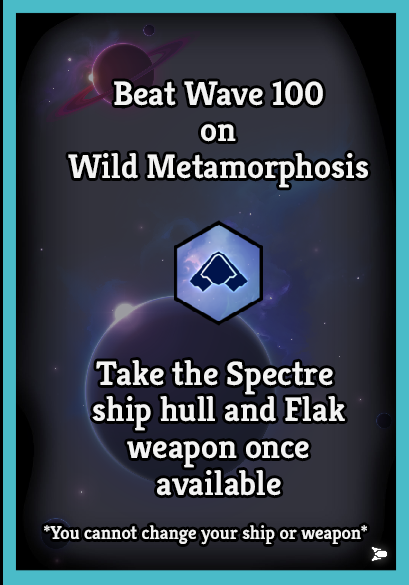 Beat Wave 100
on
Wild Metamorphosis
Take the Spectre
ship hull and Flak
weapon once
available
*You cannot change your ship or weapon*